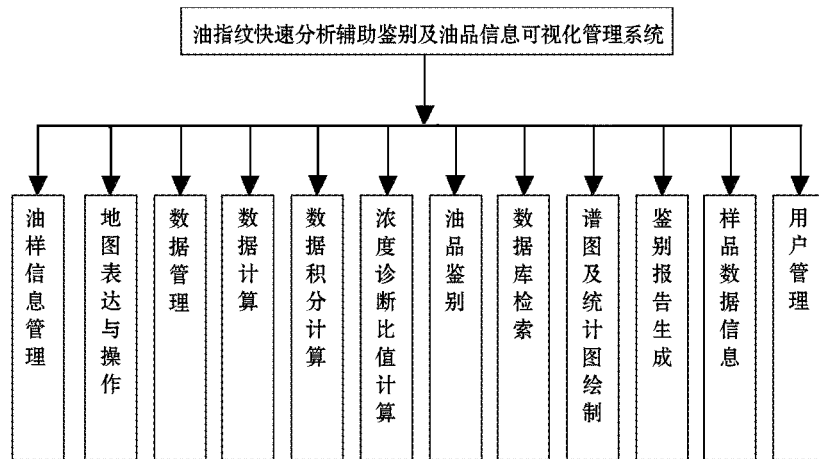 油指纹快速分析辅助鉴别及油品信息可视化管理系统
油样信息管理
地图表达与操作
数据管理
数据计算
数据积分计算
浓度诊断比值计算
油品鉴别
数据库检索
谱图及统计图绘制
鉴别报告生成
样品数据信息
用户管理